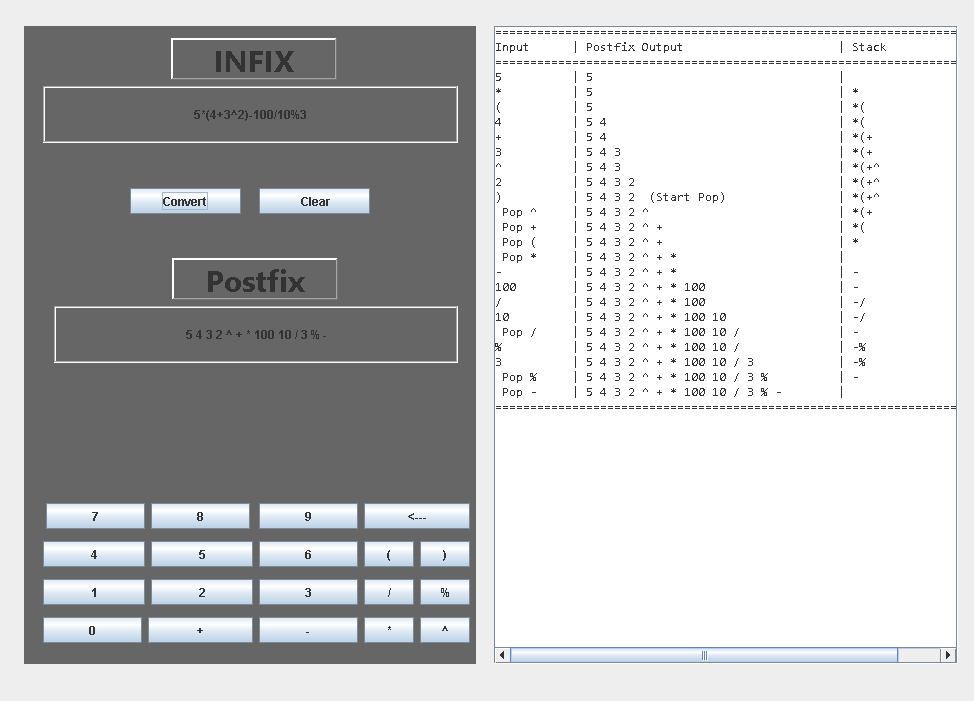 INFIX
5*(4+3^2)-100/10%3
Convert Clear
Postfix
5 4 3 2 ^ + * 100 10 / 3 % -
7 8 9 <---
4 5 6 ( )
1 2 3 / %
0 + - * ^
==================================================================
Input | Postfix Output | Stack
==================================================================
5 | 5 |
* | 5 | *
( | 5 | *(
4 | 5 4 | *(
+ | 5 4 | *(+
3 | 5 4 3 | *(+
^ | 5 4 3 | *(+^
2 | 5 4 3 2 | *(+^
) | 5 4 3 2  (Start Pop) | *(+^
Pop ^ | 5 4 3 2 ^ | *(+
Pop + | 5 4 3 2 ^ + | *(
Pop ( | 5 4 3 2 ^ + | *
Pop * | 5 4 3 2 ^ + * |
- | 5 4 3 2 ^ + * | -
100 | 5 4 3 2 ^ + * 100 | -
/ | 5 4 3 2 ^ + * 100 | -/
10 | 5 4 3 2 ^ + * 100 10 | -/
Pop / | 5 4 3 2 ^ + * 100 10 / | -
% | 5 4 3 2 ^ + * 100 10 / | -%
3 | 5 4 3 2 ^ + * 100 10 / 3 | -%
Pop % | 5 4 3 2 ^ + * 100 10 / 3 % | -
Pop - | 5 4 3 2 ^ + * 100 10 / 3 % - |
==================================================================